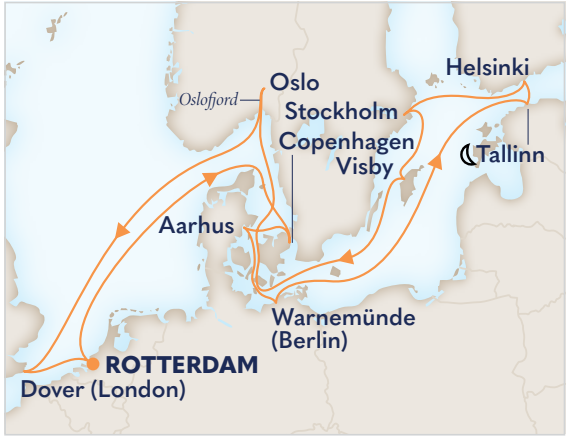 Helsinki
Oslo
Oslofjord
Stockholm
Copenhagen
Visby
Tallinn
Aarhus
Warnemünde
(Berlin)
ROTTERDAM
Dover (London)